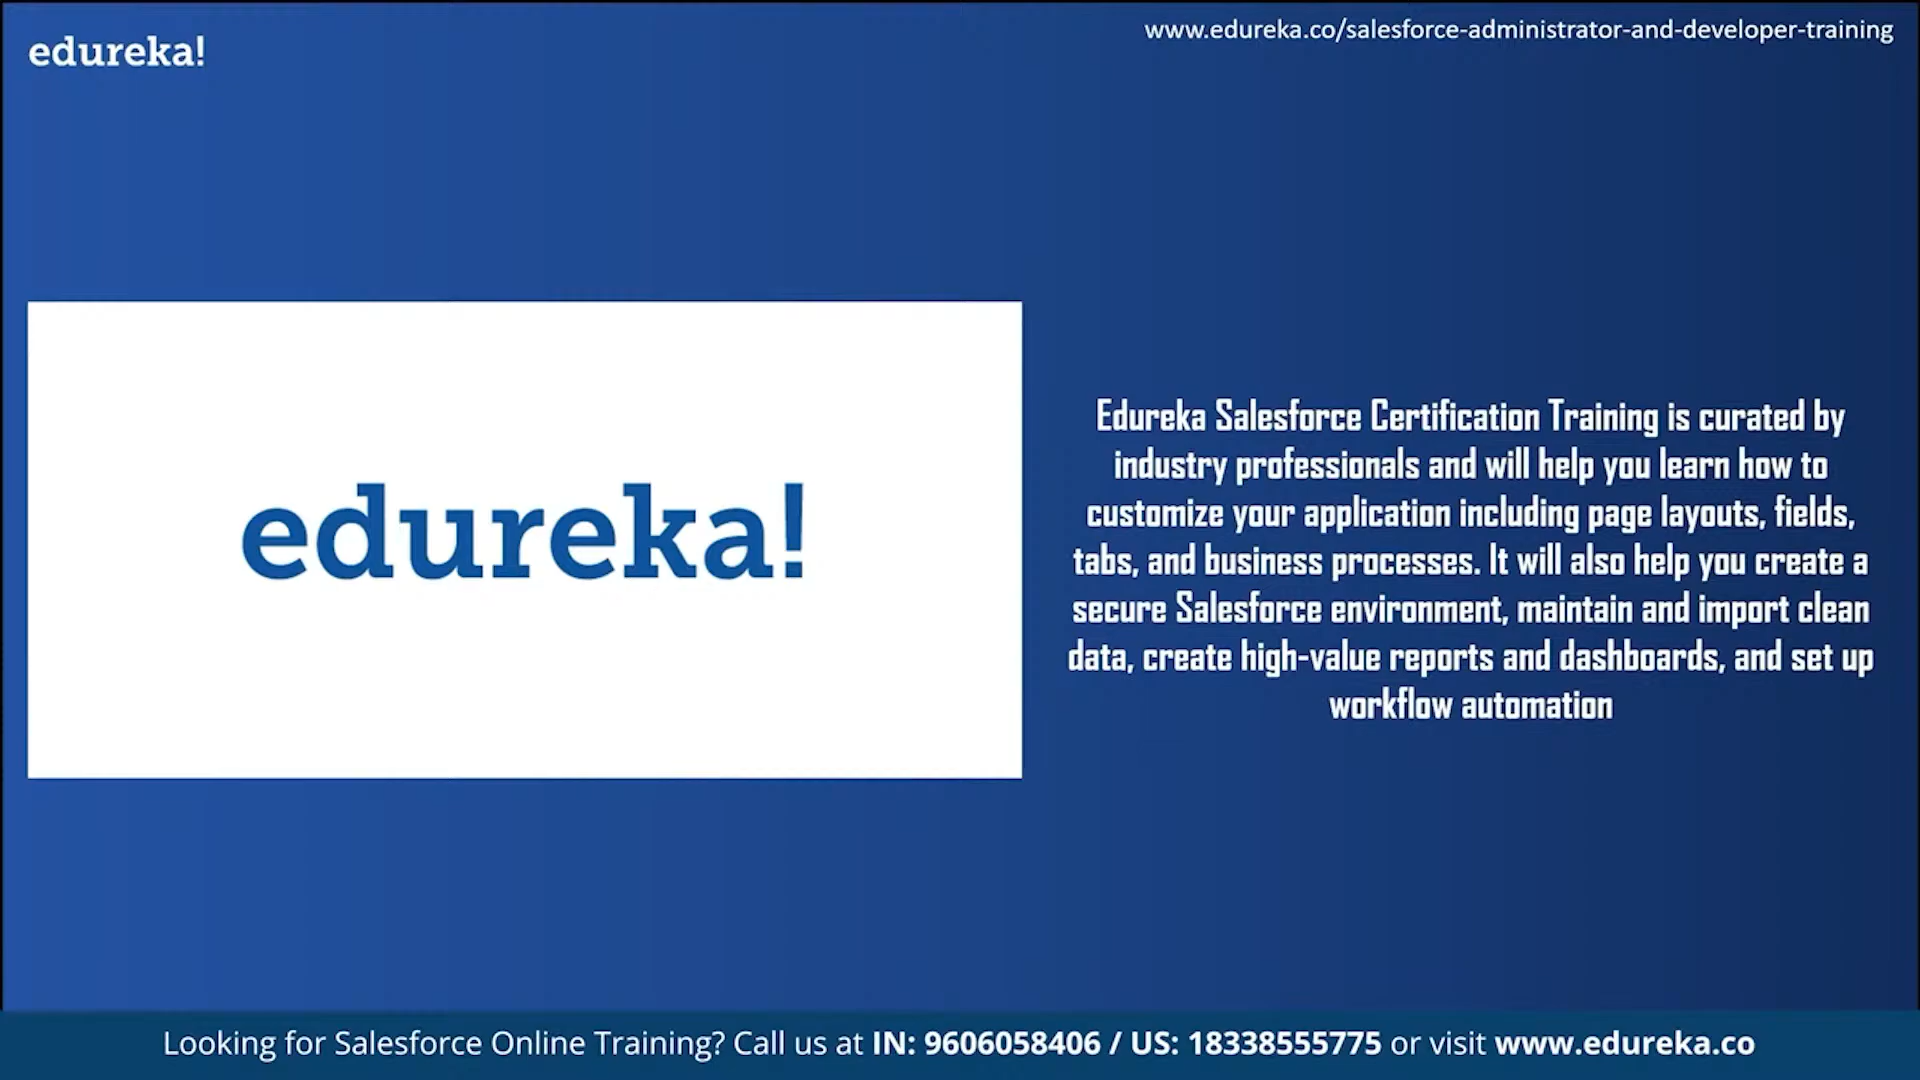 edureka!
www.edureka.co/salesforce-administrator-and-developer-training
edureka!
Edureka Salesforce Certification Training is curated by
industry professionals and will help you learn how to
customize your application including page layouts, fields,
tabs, and business processes. It will also help you create a
secure Salesforce environment, maintain and import clean
data, create high-value reports and dashboards, and set up
workflow automation
Looking for Salesforce Online Training? Call us at IN: 9606058406 / US: 18338555775 or visit www.edureka.co